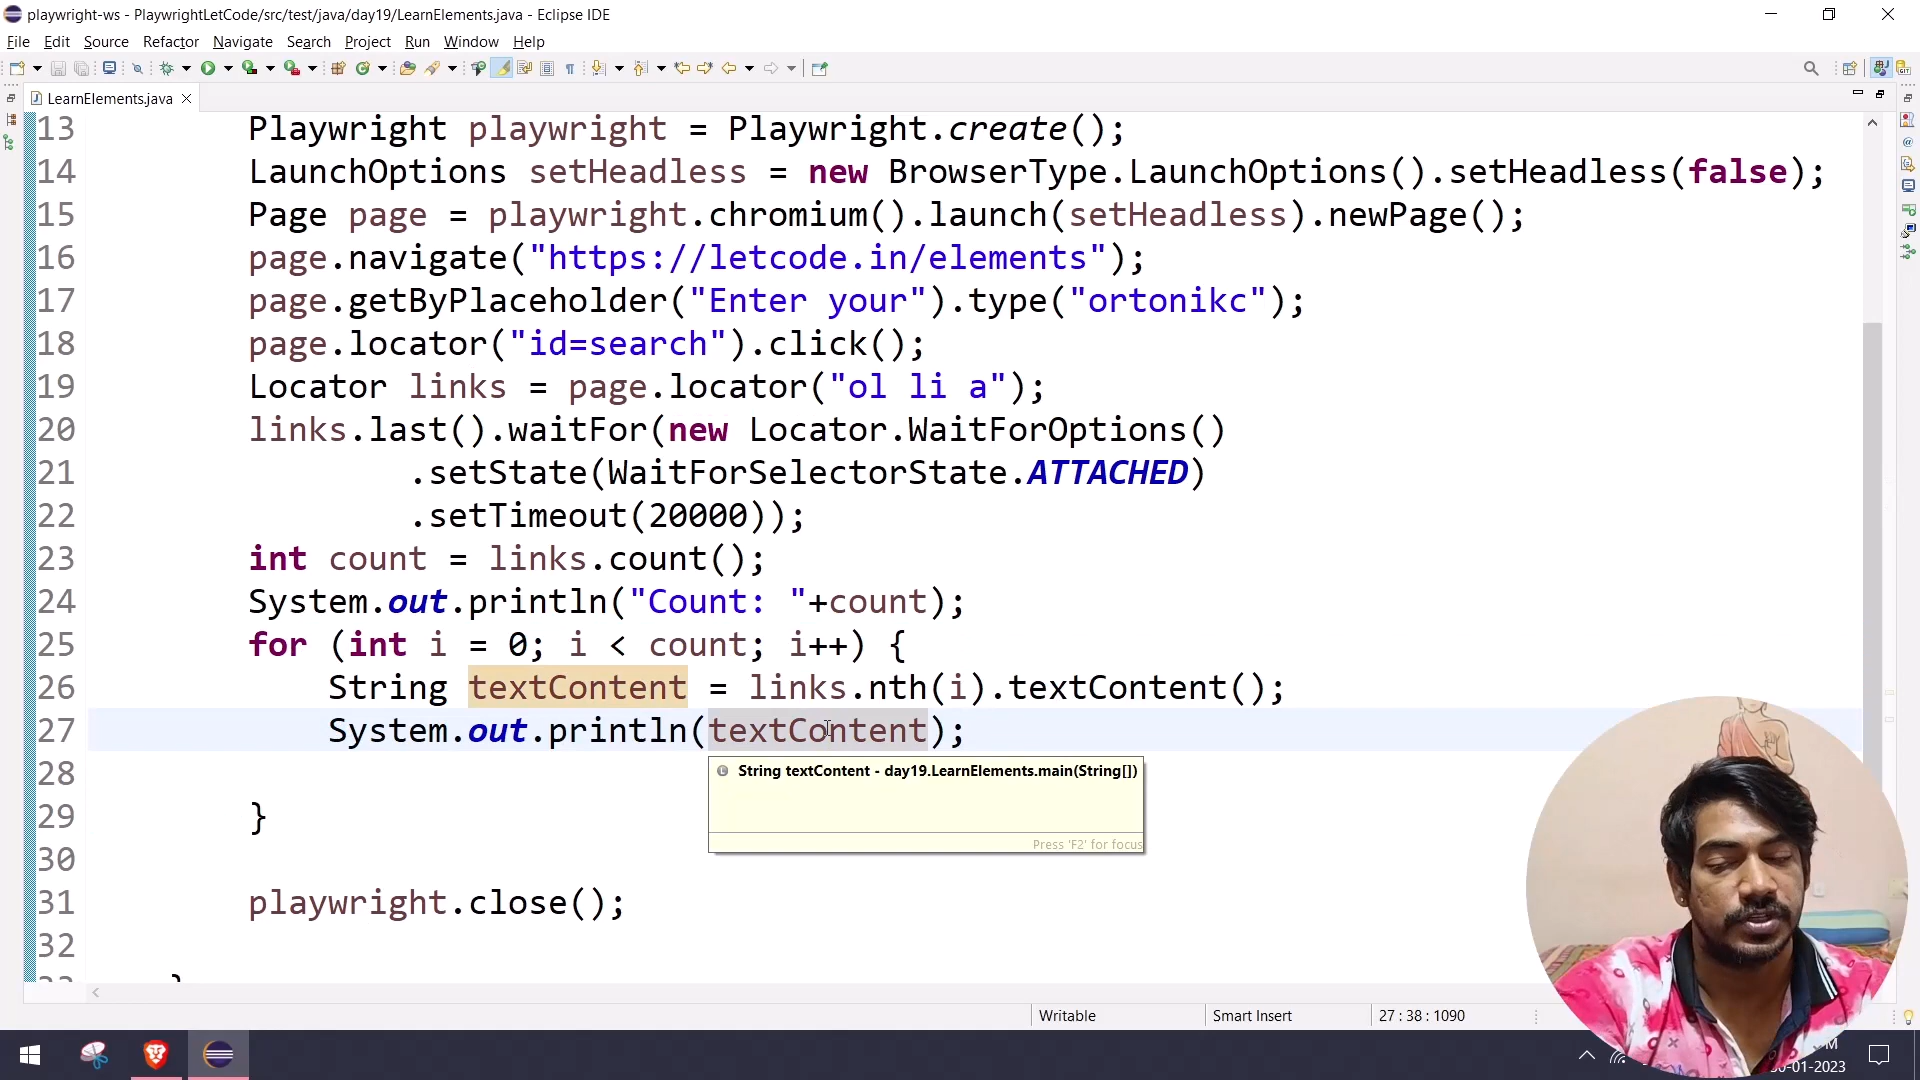 playwright-ws - PlaywrightLetCode/src/test/java/day19/LearnElements.java - Eclipse IDE
File Edit Source Refactor Navigate Search Project Run Window Help
LearnElements.java
13 Playwright playwright = Playwright.create();
14 LaunchOptions setHeadless = new BrowserType.LaunchOptions().setHeadless(false);
15 Page page = playwright.chromium().launch(setHeadless).newPage();
16 page.navigate("https://letcode.in/elements");
17 page.getByPlaceholder("Enter your").type("ortonikc");
18 page.locator("id=search").click();
19 Locator links = page.locator("ol li a");
20 links.last().waitFor(new Locator.WaitForOptions()
21 .setState(WaitForSelectorState.ATTACHED)
22 .setTimeout(20000));
23 int count = links.count();
24 System.out.println("Count: "+count);
25 for (int i = 0; i < count; i++) {
26 String textContent = links.nth(i).textContent();
27 System.out.println(textContent);
String textContent - day19.LearnElements.main(String[])
28
29 }
Press 'F2' for focus
30
31 playwright.close();
32
Writable Smart Insert 27 : 38 : 1090